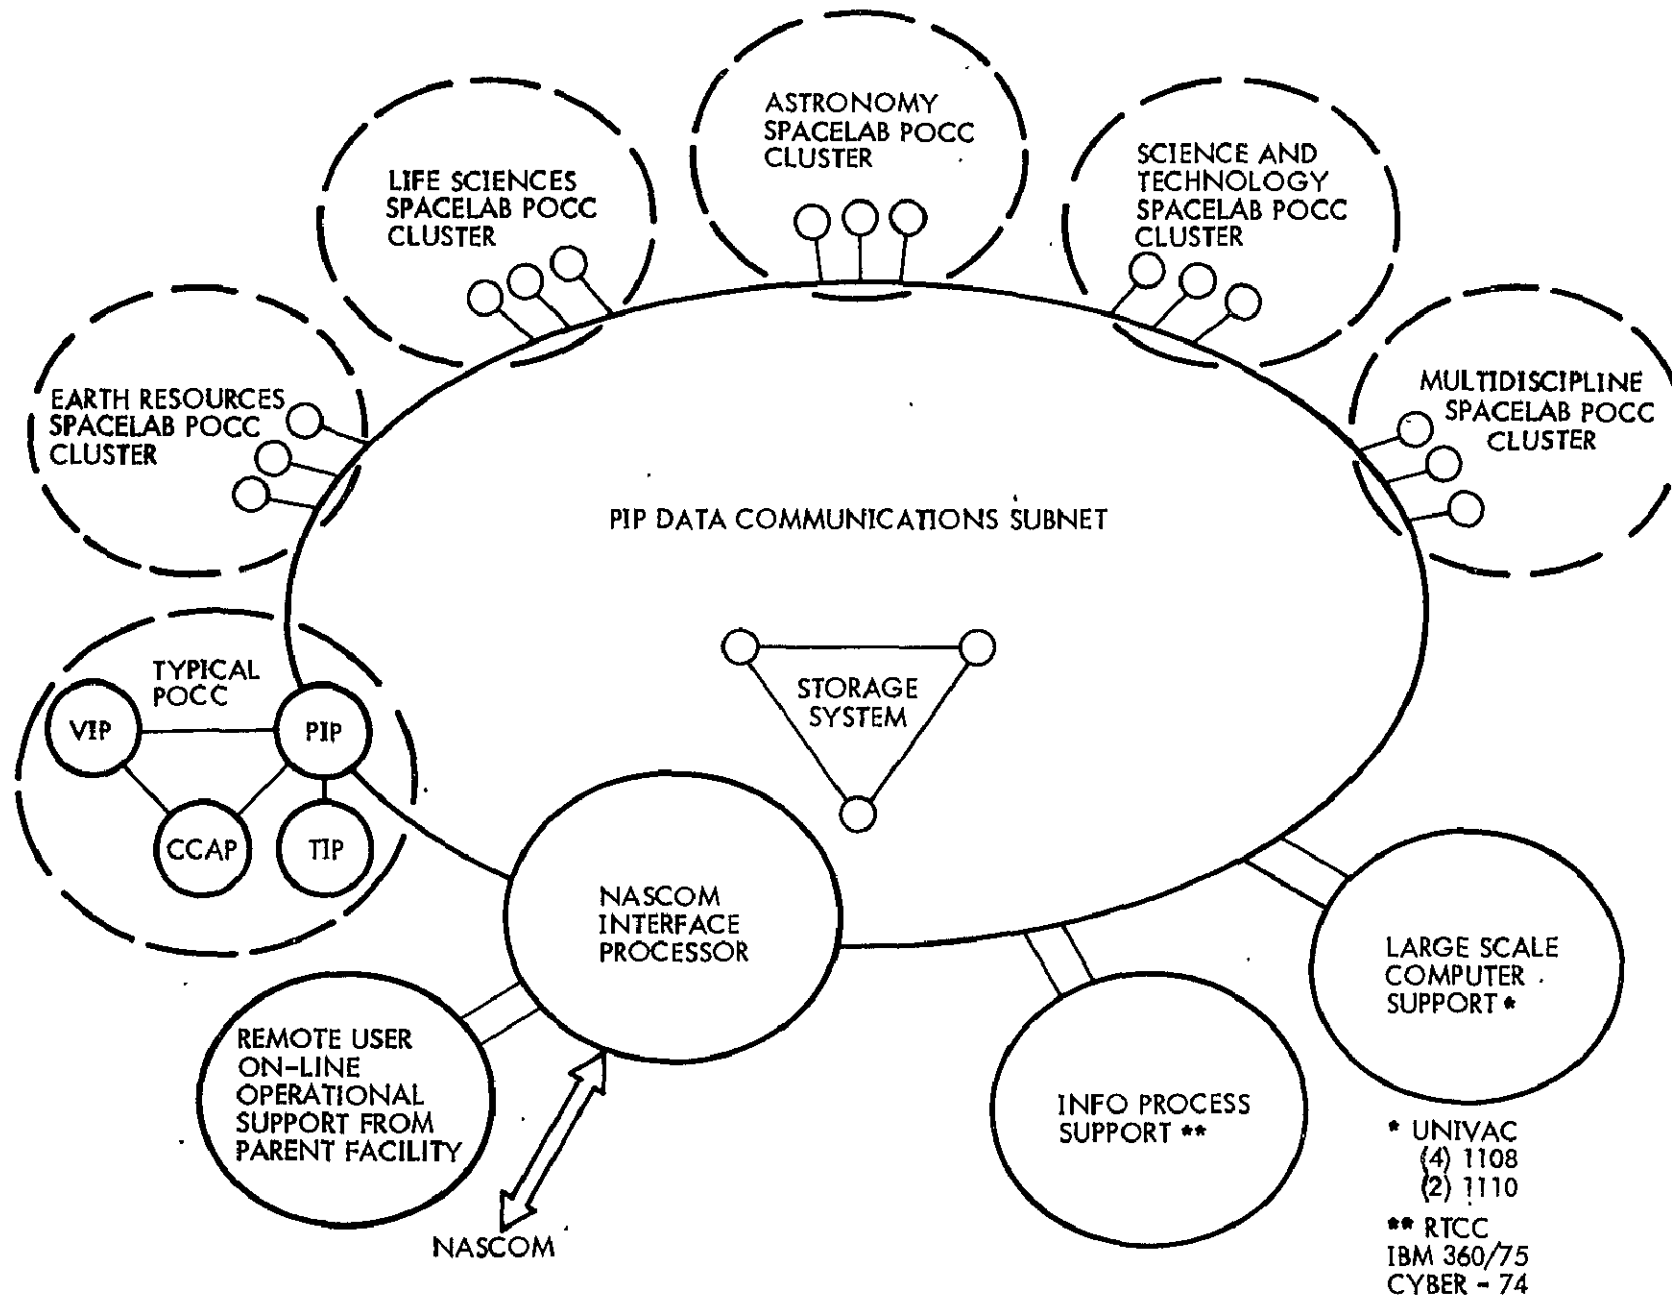 ASTRONOMY
SPACELAB POCC
CLUSTER
LIFE SCIENCES
SPACELAB POCC
CLUSTER
SCIENCE AND
TECHNOLOGY
SPACELAB POCC
CLUSTER
EARTH RESOURCES
SPACELAB POCC
CLUSTER
MULTIDISCIPLINE
SPACELAB POCC
CLUSTER
PIP DATA COMMUNICATIONS SUBNET
TYPICAL
POCC
VIP
PIP
CCAP
TIP
STORAGE
SYSTEM
NASCOM
INTERFACE
PROCESSOR
LARGE SCALE
COMPUTER
SUPPORT *
REMOTE USER
ON-LINE
OPERATIONAL
SUPPORT FROM
PARENT FACILITY
INFO PROCESS
SUPPORT **
NASCOM
* UNIVAC
(4) 1108
(2) 1110
** RTCC
IBM 360/75
CYBER - 74